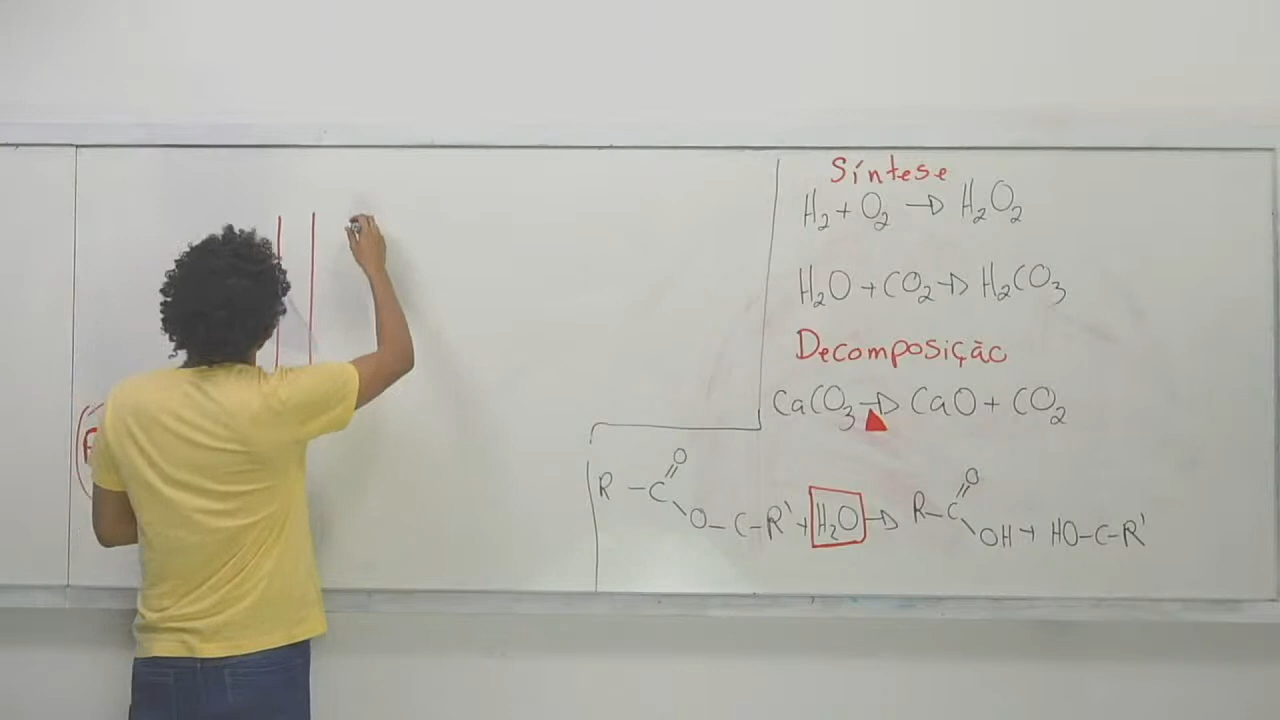 Síntese
H₂ + O₂ → H₂O₂
H₂O + CO₂ → H₂CO₃
Decomposição
CaCO₃ → CaO + CO₂
R – C = O – O – C – R' + H₂O → R – C = O – OH + HO – C – R'